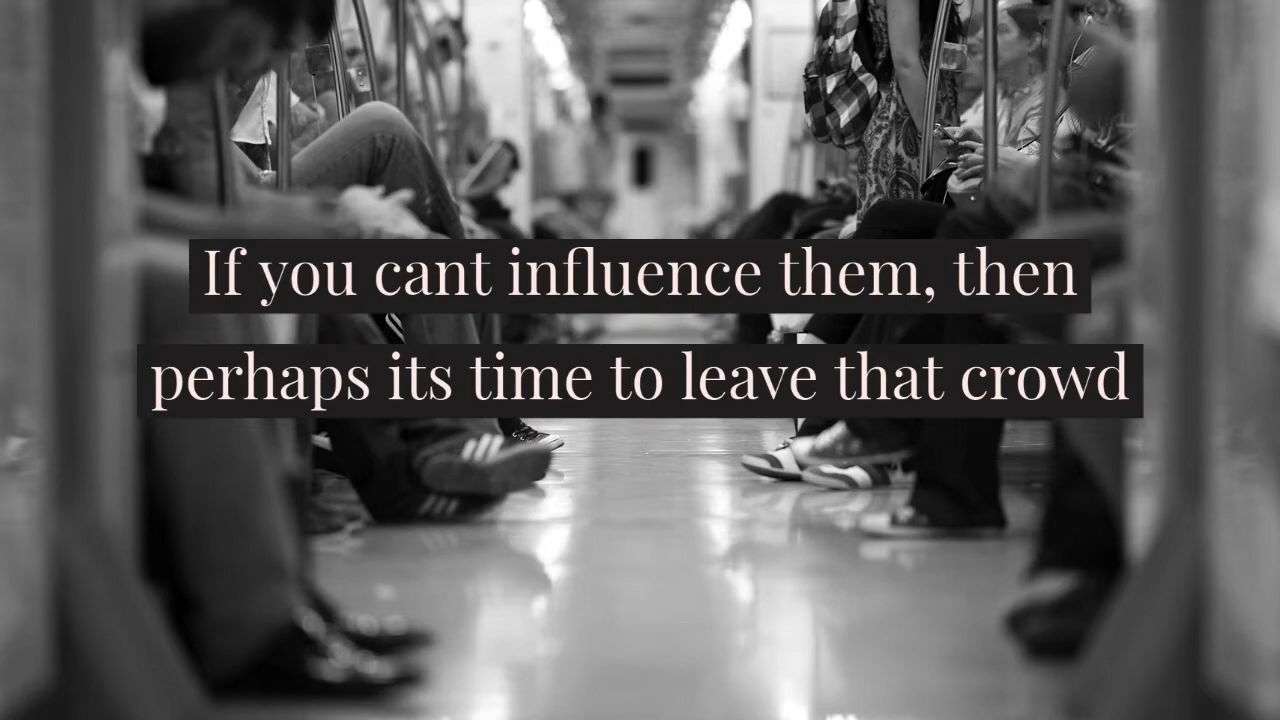 If you cant influence them, then
perhaps its time to leave that crowd